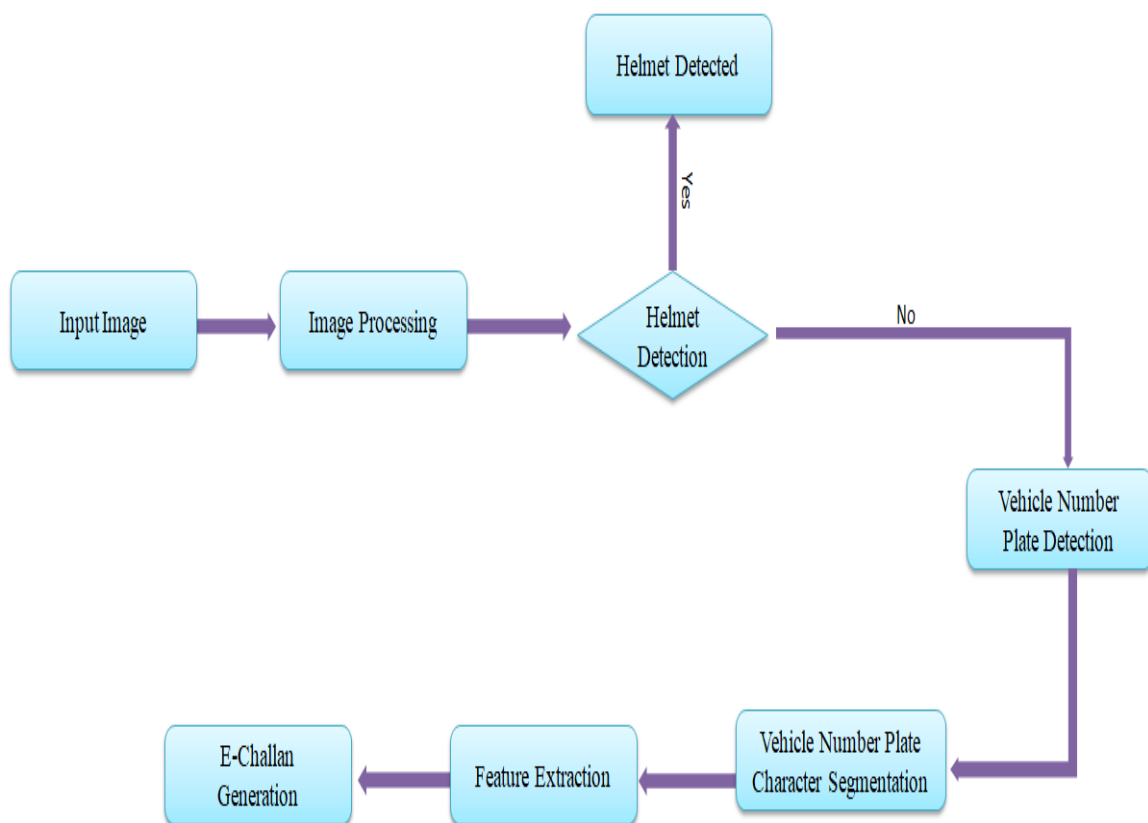 Helmet Detected
Yes
Input Image
Image Processing
Helmet
Detection
No
Vehicle Number
Plate Detection
Vehicle Number Plate
Character Segmentation
Feature Extraction
E-Challan
Generation